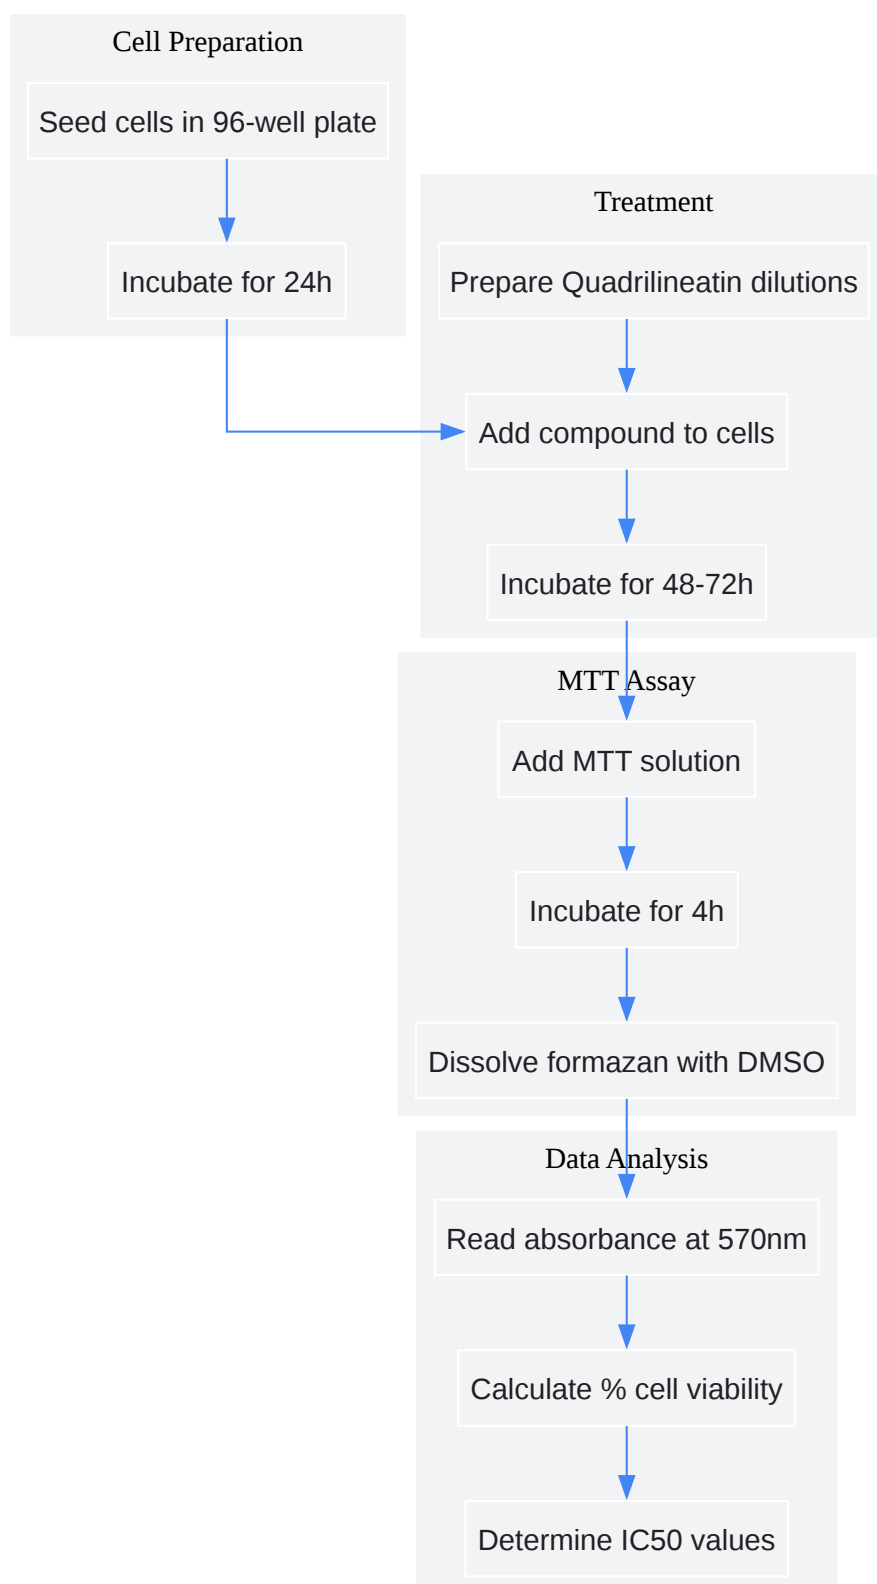 Cell Preparation
Seed cells in 96-well plate
Incubate for 24h
Treatment
Prepare Quadrilineatin dilutions
Add compound to cells
Incubate for 48-72h
MTT Assay
Add MTT solution
Incubate for 4h
Dissolve formazan with DMSO
Data Analysis
Read absorbance at 570nm
Calculate % cell viability
Determine IC50 values